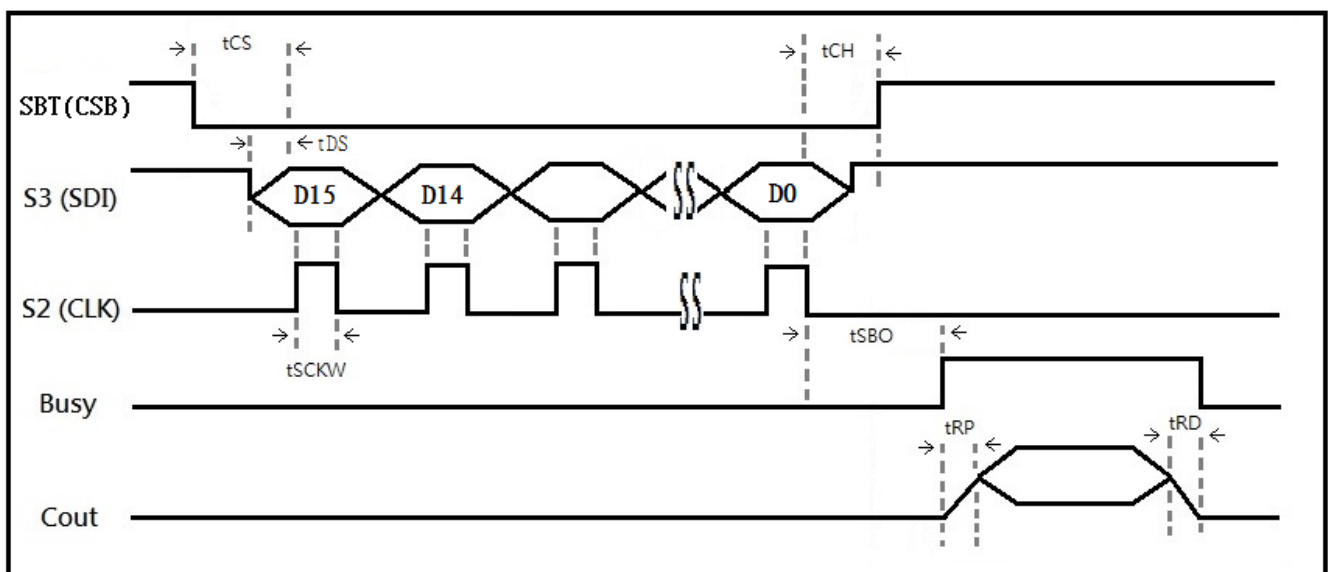 tCS
tCH
SBT(CSB)
tDS
S3 (SDI)
D15
D14
D0
S2 (CLK)
tSCKW
tSBO
Busy
tRP
tRD
Cout